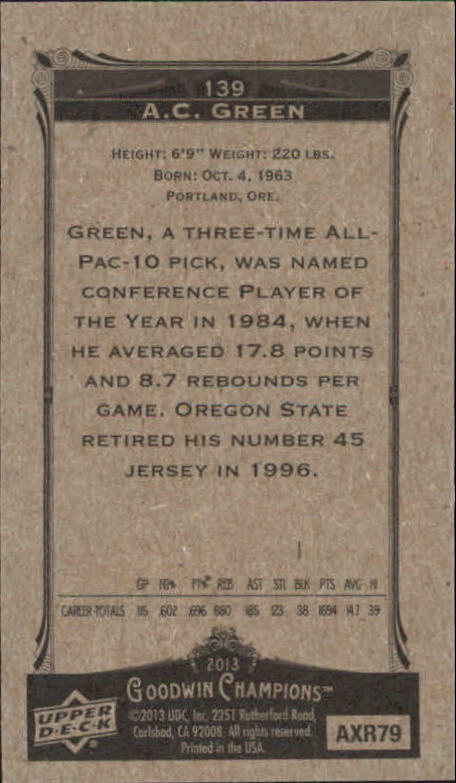 139
A.C. GREEN
HEIGHT: 6'9" WEIGHT: 220 LBS.
BORN: OCT. 4, 1963
PORTLAND, ORE.
GREEN, A THREE-TIME ALL-
PAC-10 PICK, WAS NAMED
CONFERENCE PLAYER OF
THE YEAR IN 1984, WHEN
HE AVERAGED 17.8 POINTS
AND 8.7 REBOUNDS PER
GAME. OREGON STATE
RETIRED HIS NUMBER 45
JERSEY IN 1996.
GP FG% FT% REB AST STL BLK PTS AVG HI
CAREER TOTALS 116 .602 .696 880 185 123 38 1694 14.7 39
2013
GOODWIN CHAMPIONS™
UPPER
D·E·C·K
©2013 UDC, Inc. 2251 Rutherford Road,
Carlsbad, CA 92008. All rights reserved.
Printed in the USA.
AXR79